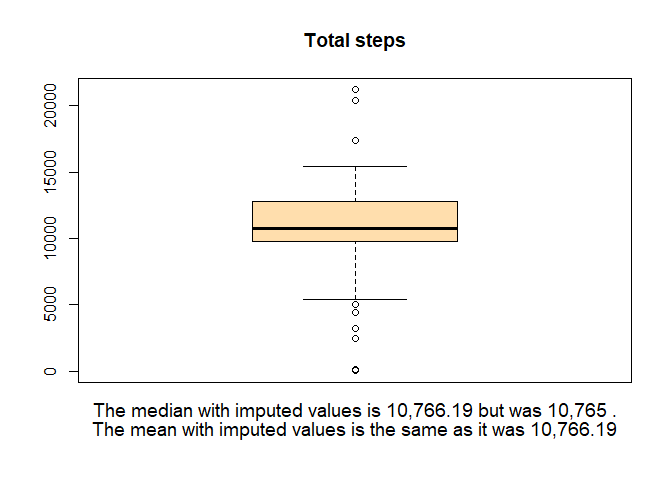 Total steps
20000
15000
10000
5000
0
The median with imputed values is 10,766.19 but was 10,765 .
The mean with imputed values is the same as it was 10,766.19